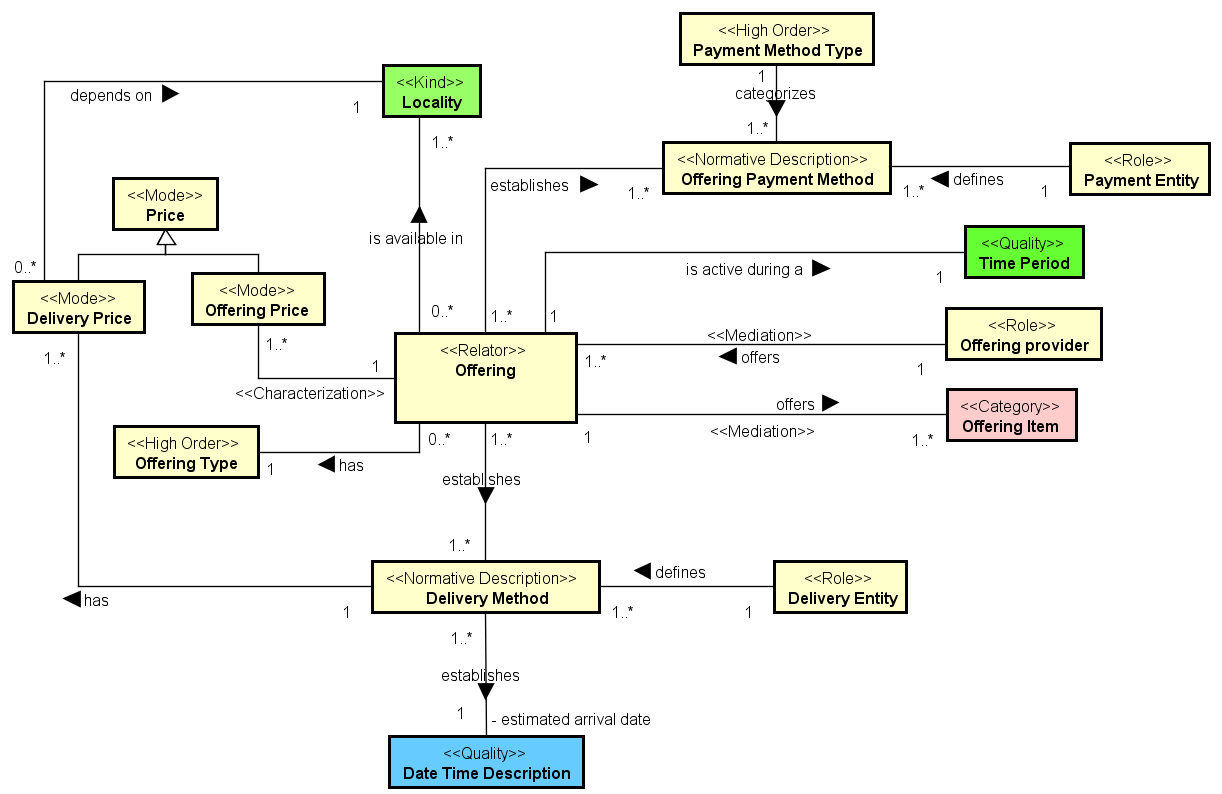 <<High Order>>
Payment Method Type
1
categorizes
1..*
<<Kind>>
Locality
depends on
1
1..*
<<Normative Description>>
Offering Payment Method
establishes
1..*
1..*
defines
1
<<Role>>
Payment Entity
<<Mode>>
Price
is available in
<<Quality>>
Time Period
is active during a
1
0..*
<<Mode>>
Delivery Price
<<Mode>>
Offering Price
0..*
1..*
1
1..*
1..*
<<Relator>>
Offering
1
<<Characterization>>
<<Mediation>>
offers
1..*
1
<<Role>>
Offering provider
offers
<<Mediation>>
1
1..*
<<Category>>
Offering Item
<<High Order>>
Offering Type
1
has
0..*
1..*
establishes
1..*
<<Normative Description>>
Delivery Method
has
1
defines
1..*
1
<<Role>>
Delivery Entity
1..*
establishes
1
- estimated arrival date
<<Quality>>
Date Time Description